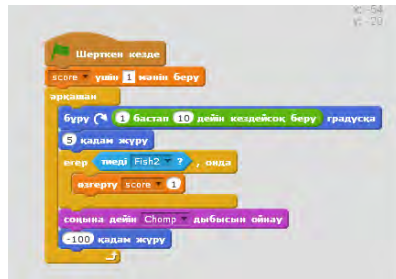 x: -54
y: -20
Шерткен кезде
score үшін 1 мәнін беру
әрқашан
бұру 1 бастап 10 дейін кездейсоқ беру градусқа
5 қадам жүру
егер тиеді Fish2 ? , онда
өзгерту score 1
соңына дейін Chomp дыбысын ойнау
-100 қадам жүру